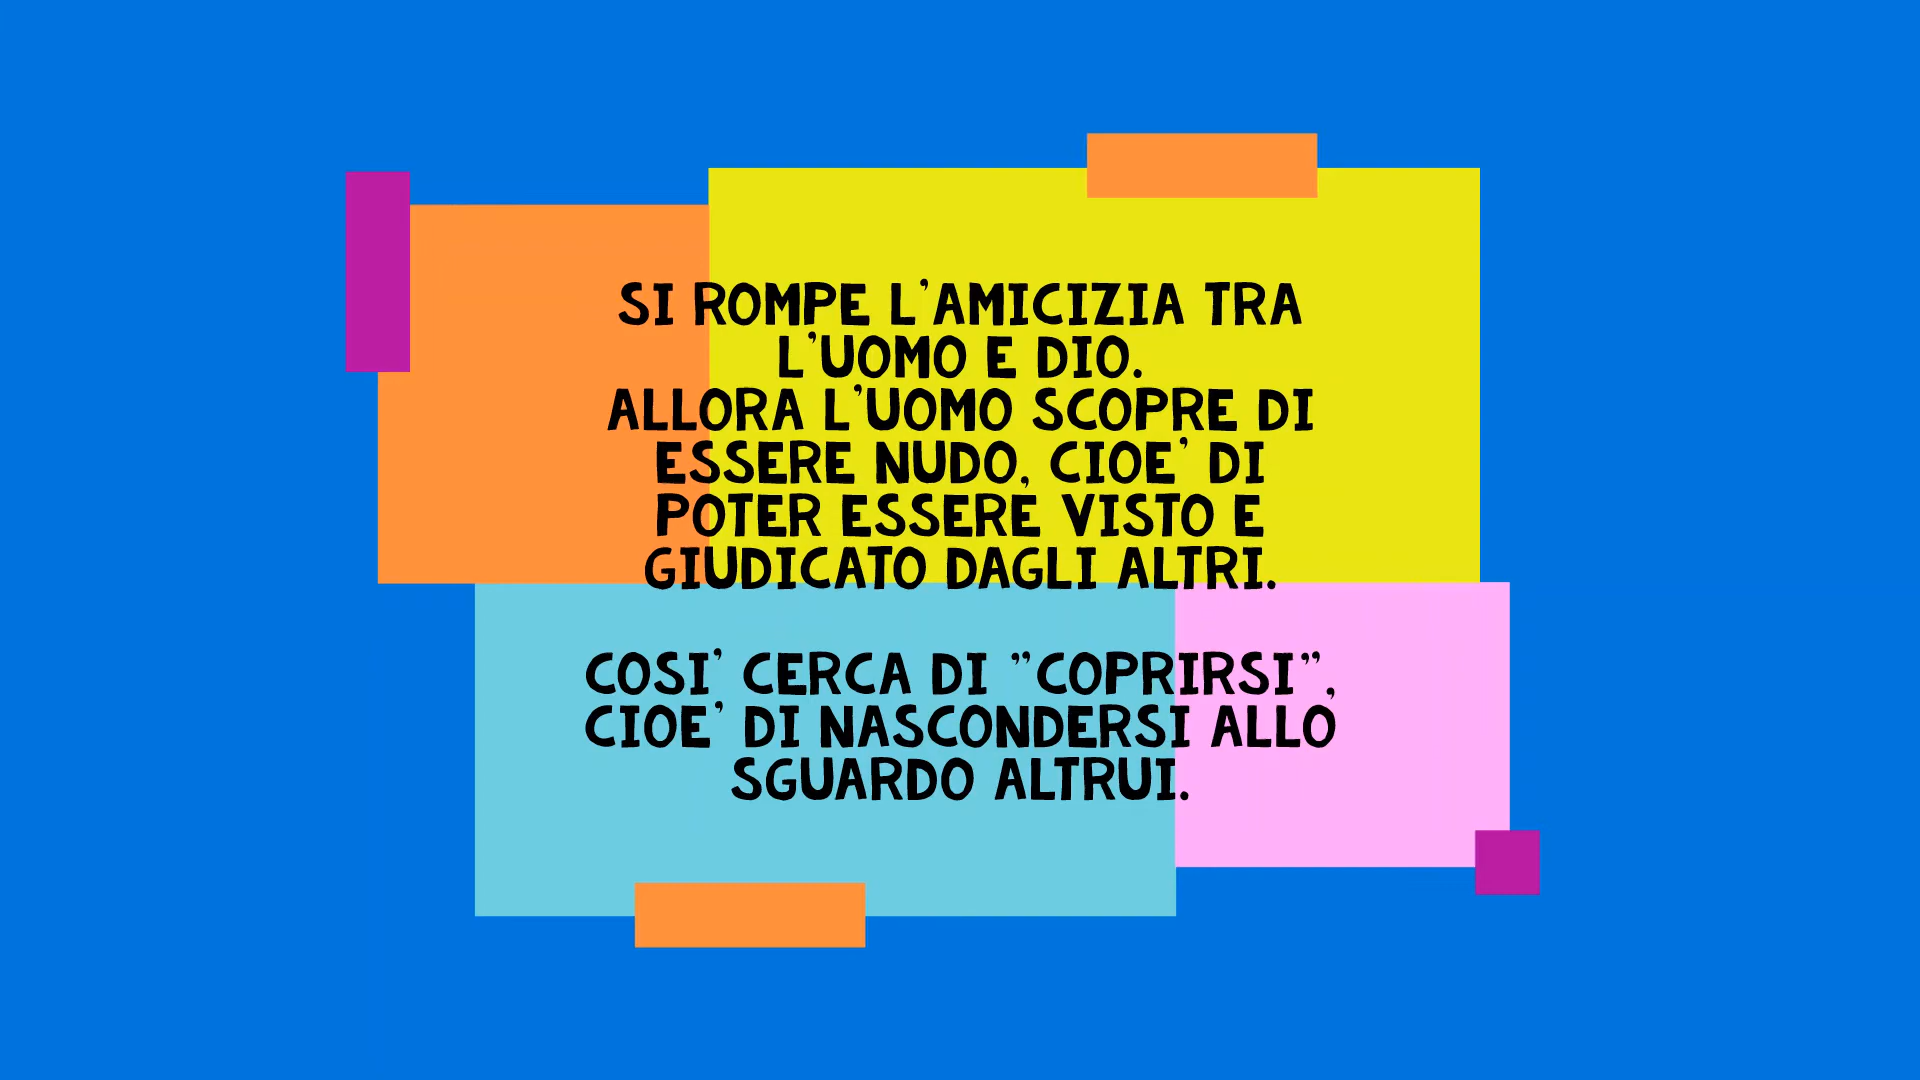 SI ROMPE L'AMICIZIA TRA
L'UOMO E DIO.
ALLORA L'UOMO SCOPRE DI
ESSERE NUDO, CIOE' DI
POTER ESSERE VISTO E
GIUDICATO DAGLI ALTRI.
COSI' CERCA DI "COPRIRSI",
CIOE' DI NASCONDERSI ALLO
SGUARDO ALTRUI.